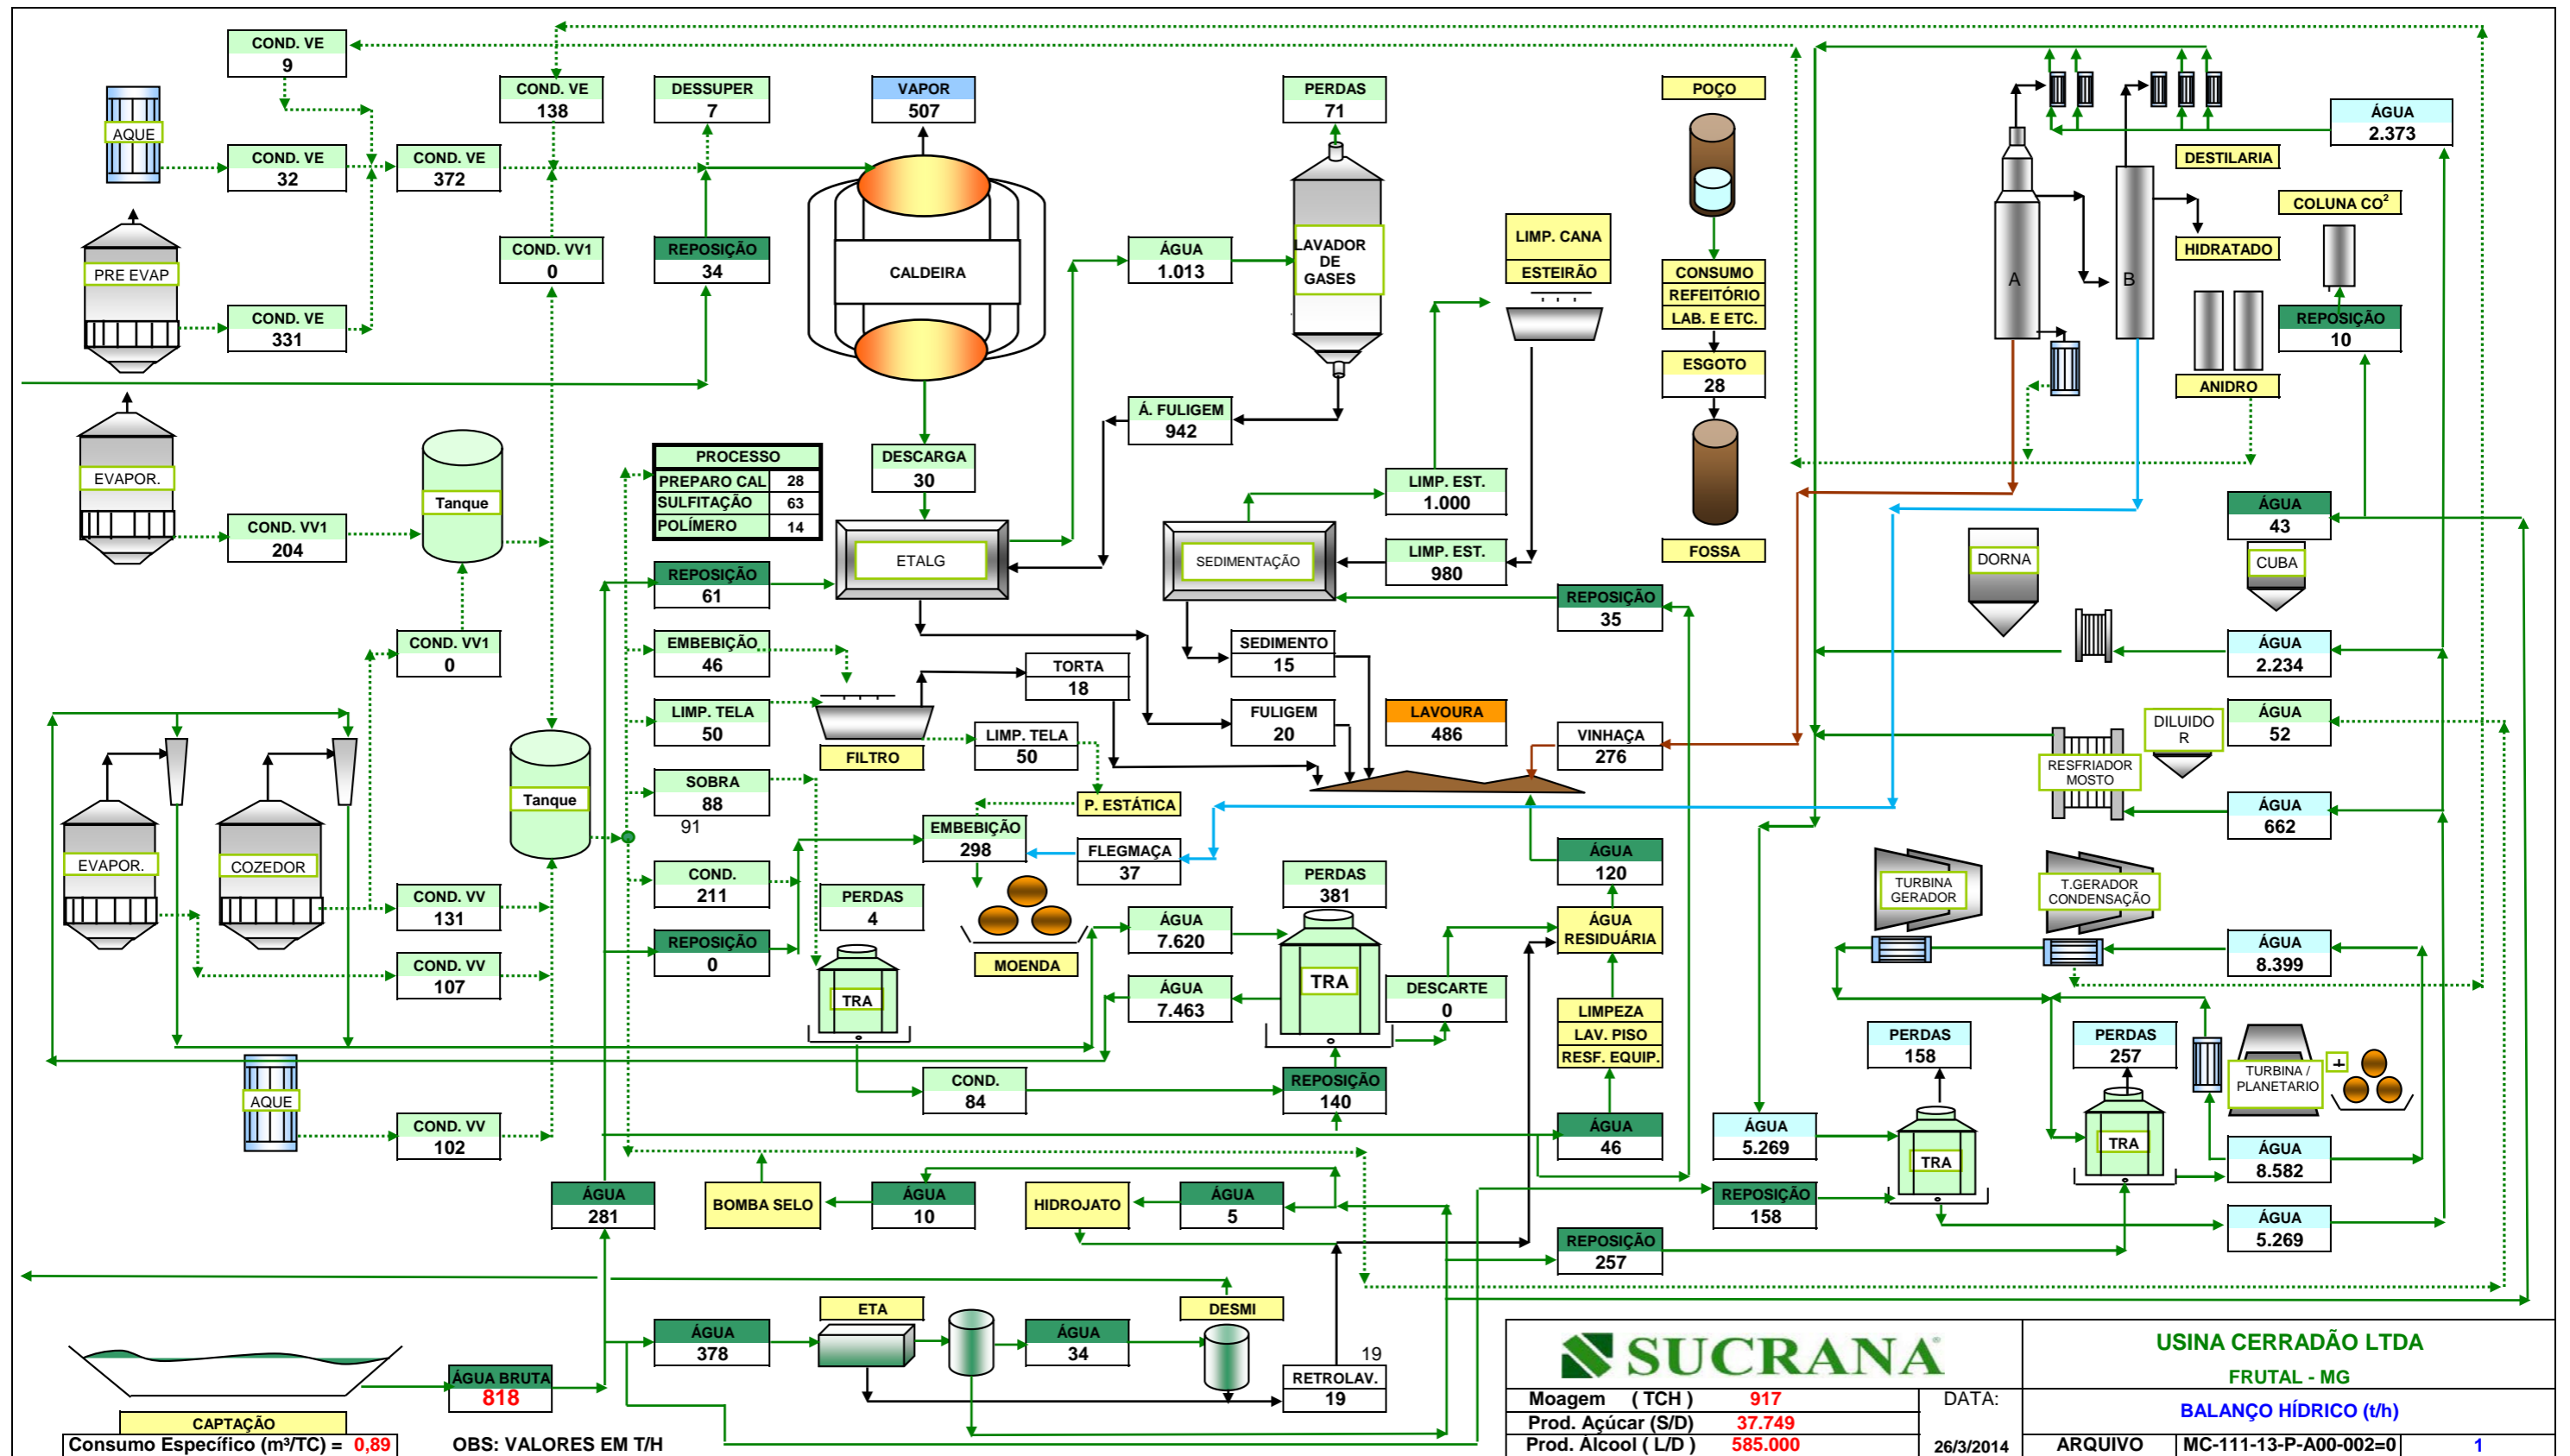 COND. VE
9
COND. VE
138
DESSUPER
7
VAPOR
507
PERDAS
71
POÇO
ÁGUA
2.373
AQUE
COND. VE
32
COND. VE
372
DESTILARIA
COLUNA CO²
PRE EVAP
COND. VV1
0
REPOSIÇÃO
34
CALDEIRA
ÁGUA
1.013
LAVADOR
DE
GASES
LIMP. CANA
ESTEIRÃO
CONSUMO
REFEITÓRIO
LAB. E ETC.
A
B
HIDRATADO
COND. VE
331
REPOSIÇÃO
10
ESGOTO
28
ANIDRO
Á. FULIGEM
942
EVAPOR.
Tanque
COND. VV1
204
PROCESSO
PREPARO CAL 28
SULFITAÇÃO 63
POLÍMERO 14
DESCARGA
30
LIMP. EST.
1.000
ÁGUA
43
ETALG
SEDIMENTAÇÃO
LIMP. EST.
980
FOSSA
DORNA
CUBA
REPOSIÇÃO
61
REPOSIÇÃO
35
COND. VV1
0
EMBEBIÇÃO
46
TORTA
18
SEDIMENTO
15
ÁGUA
2.234
LIMP. TELA
50
FILTRO
LIMP. TELA
50
FULIGEM
20
LAVOURA
486
VINHAÇA
276
DILUIDO
R
ÁGUA
52
RESFRIADOR
MOSTO
Tanque
SOBRA
88
91
P. ESTÁTICA
ÁGUA
662
EVAPOR.
COZEDOR
EMBEBIÇÃO
298
FLEGMAÇA
37
ÁGUA
120
COND.
211
PERDAS
4
PERDAS
381
TURBINA
GERADOR
T.GERADOR
CONDENSAÇÃO
COND. VV
131
REPOSIÇÃO
0
MOENDA
ÁGUA
7.620
ÁGUA
RESIDUÁRIA
ÁGUA
8.399
COND. VV
107
TRA
ÁGUA
7.463
TRA
DESCARTE
0
LIMPEZA
LAV. PISO
RESF. EQUIP.
PERDAS
158
PERDAS
257
TURBINA /
PLANETARIO
+
AQUE
COND.
84
REPOSIÇÃO
140
COND. VV
102
ÁGUA
46
ÁGUA
5.269
TRA
TRA
ÁGUA
8.582
ÁGUA
281
BOMBA SELO
ÁGUA
10
HIDROJATO
ÁGUA
5
REPOSIÇÃO
158
REPOSIÇÃO
257
ÁGUA
5.269
ETA
DESMI
ÁGUA
378
ÁGUA
34
19
RETROLAV.
19
ÁGUA BRUTA
818
CAPTAÇÃO
Consumo Específico (m³/TC) = 0,89
OBS: VALORES EM T/H
SUCRANA
USINA CERRADÃO LTDA
FRUTAL - MG
Moagem ( TCH ) 917
DATA:
Prod. Açúcar (S/D) 37.749
BALANÇO HÍDRICO (t/h)
Prod. Álcool ( L/D ) 585.000
26/3/2014
ARQUIVO
MC-111-13-P-A00-002=0
1